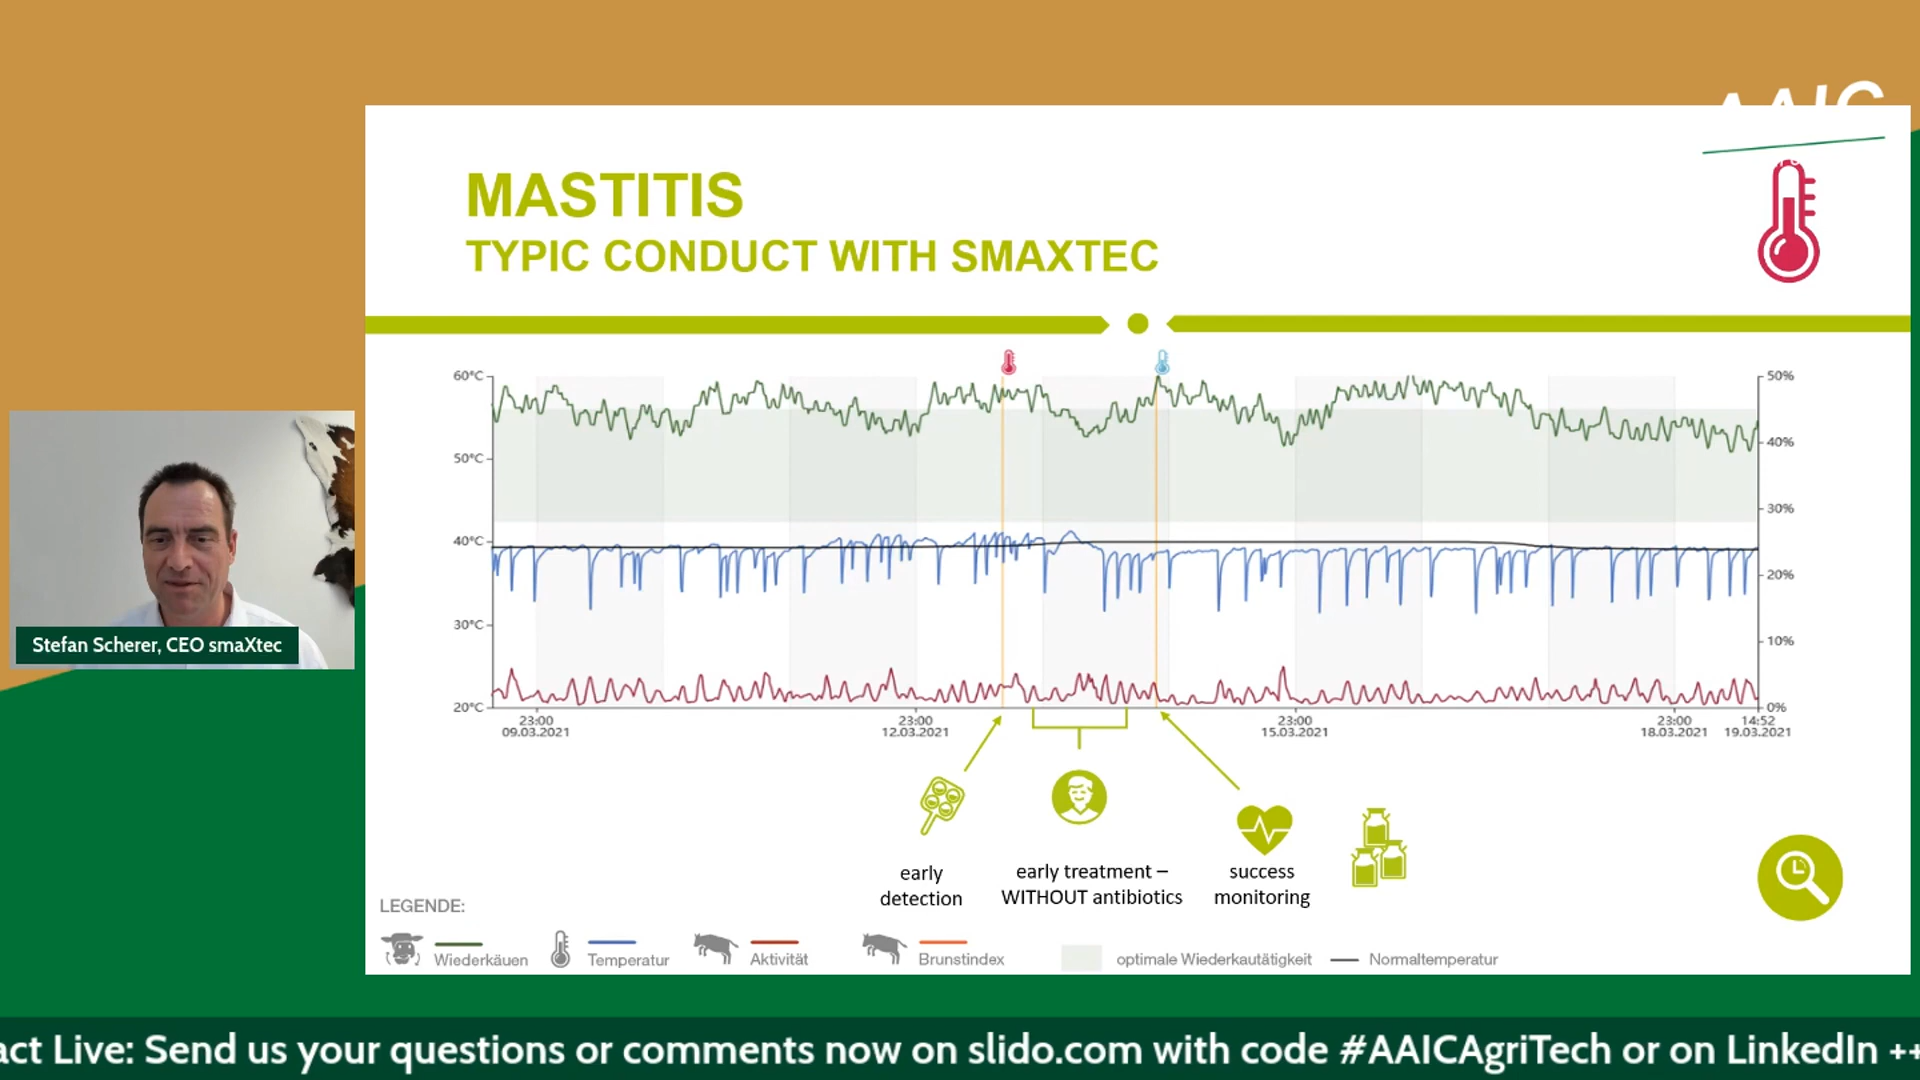 AAIC
MASTITIS
TYPIC CONDUCT WITH SMAXTEC
60°C
50°C
40°C
30°C
20°C
50%
40%
30%
20%
10%
0%
23:00
09.03.2021
23:00
12.03.2021
23:00
15.03.2021
23:00
18.03.2021
14:52
19.03.2021
early
detection
early treatment –
WITHOUT antibiotics
success
monitoring
LEGENDE:
Wiederkäuen
Temperatur
Aktivität
Brunstindex
optimale Wiederkautätigkeit
Normaltemperatur
Stefan Scherer, CEO smaXtec
act Live: Send us your questions or comments now on slido.com with code #AAICAgriTech or on LinkedIn ++